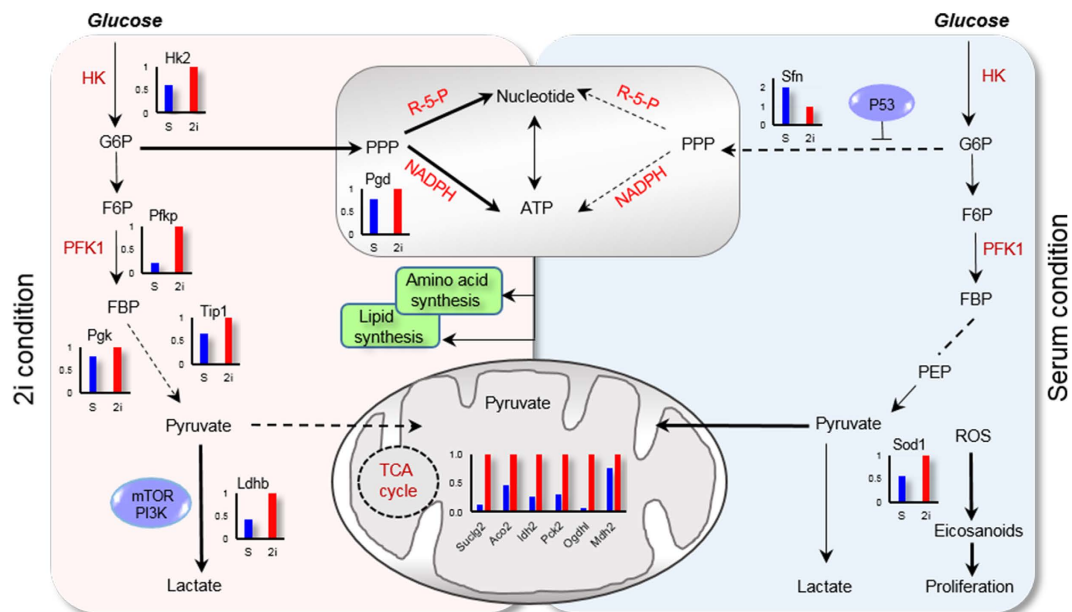 Glucose
Glucose
HK
Hk2
1
0.5
0
S
2i
G6P
F6P
PFK1
Pfkp
1
0.5
0
S
2i
FBP
Tip1
1
0.5
0
S
2i
Pgk
1
0.5
0
S
2i
Pyruvate
mTOR
PI3K
Ldhb
1
0.5
0
S
2i
Lactate
2i condition
R-5-P
Nucleotide
R-5-P
PPP
PPP
NADPH
NADPH
Pgd
1
0.5
0
S
2i
ATP
Amino acid
synthesis
Lipid
synthesis
Pyruvate
TCA
cycle
1.0
0.5
0.0
Suclg2
Aco2
Idh2
Pck2
Ogdhl
Mdh2
Sfn
2
1
0
S
2i
P53
HK
G6P
F6P
PFK1
FBP
PEP
Pyruvate
Sod1
1
0.5
0
S
2i
ROS
Eicosanoids
Lactate
Proliferation
Serum condition